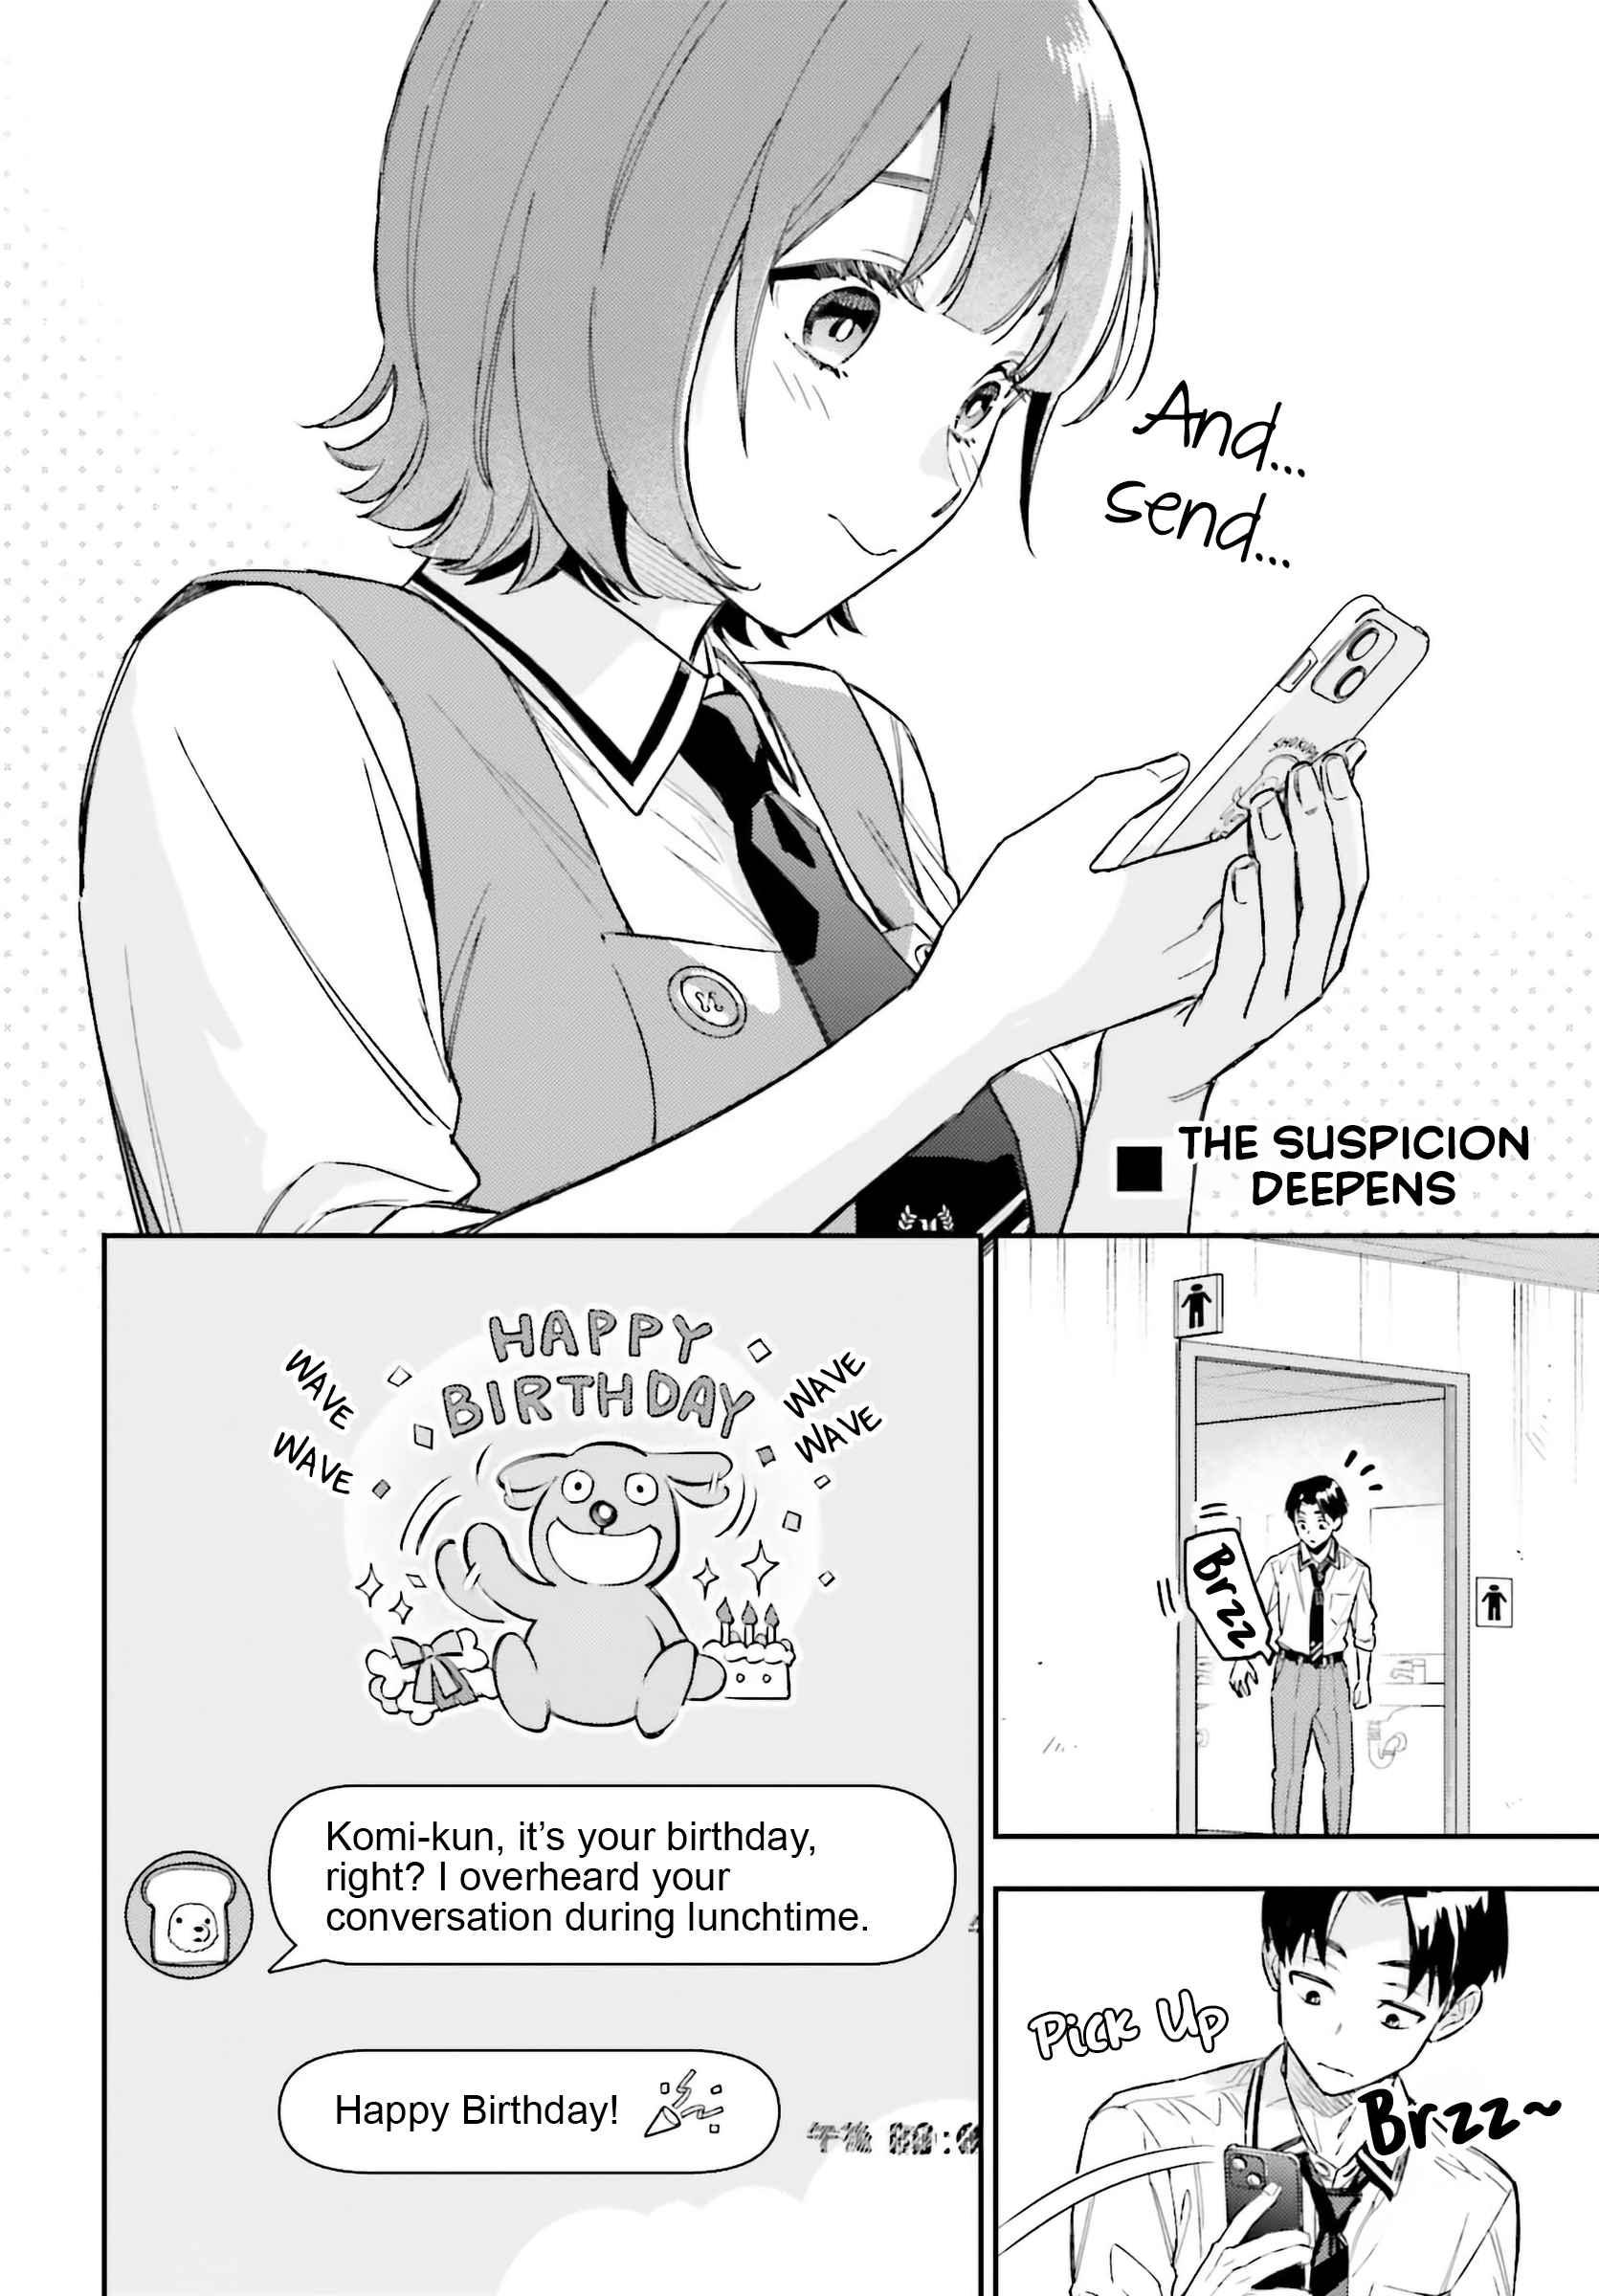 And...
send...
SHOKUPA
THE SUSPICION
DEEPENS
HAPPY
BIRTHDAY
WAVE
WAVE
WAVE
WAVE
Brzz
Komi-kun, it’s your birthday,
right? I overheard your
conversation during lunchtime.
Happy Birthday!
Pick Up
Brzz~